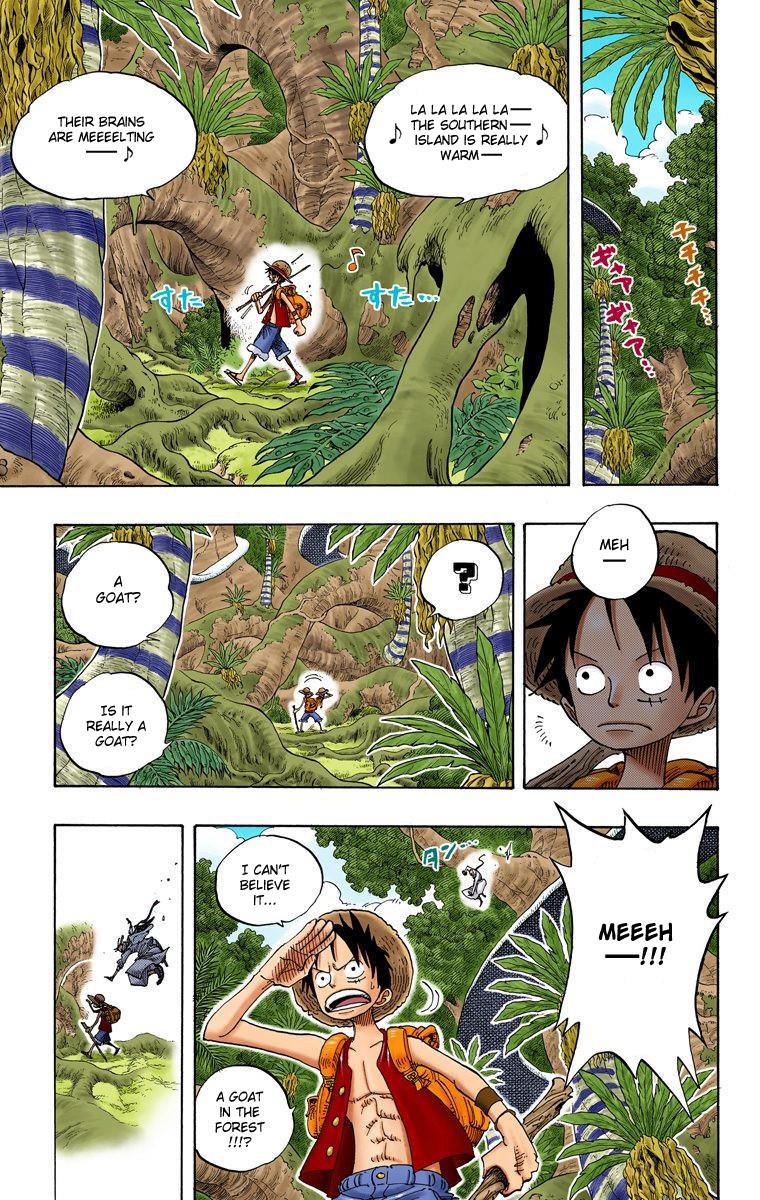 チチチチ…
ギャア
ギャア…
LA LA LA LA LA—
♪ THE SOUTHERN— ♪
ISLAND IS REALLY
WARM—
THEIR BRAINS
ARE MEEEELTING
—♪
♪
すた…
すた
MEH
—
?
A
GOAT?
IS IT
REALLY A
GOAT?
MEEEH
—!!!
タン…
I CAN'T
BELIEVE
IT...
A GOAT
IN THE
FOREST
!!!?